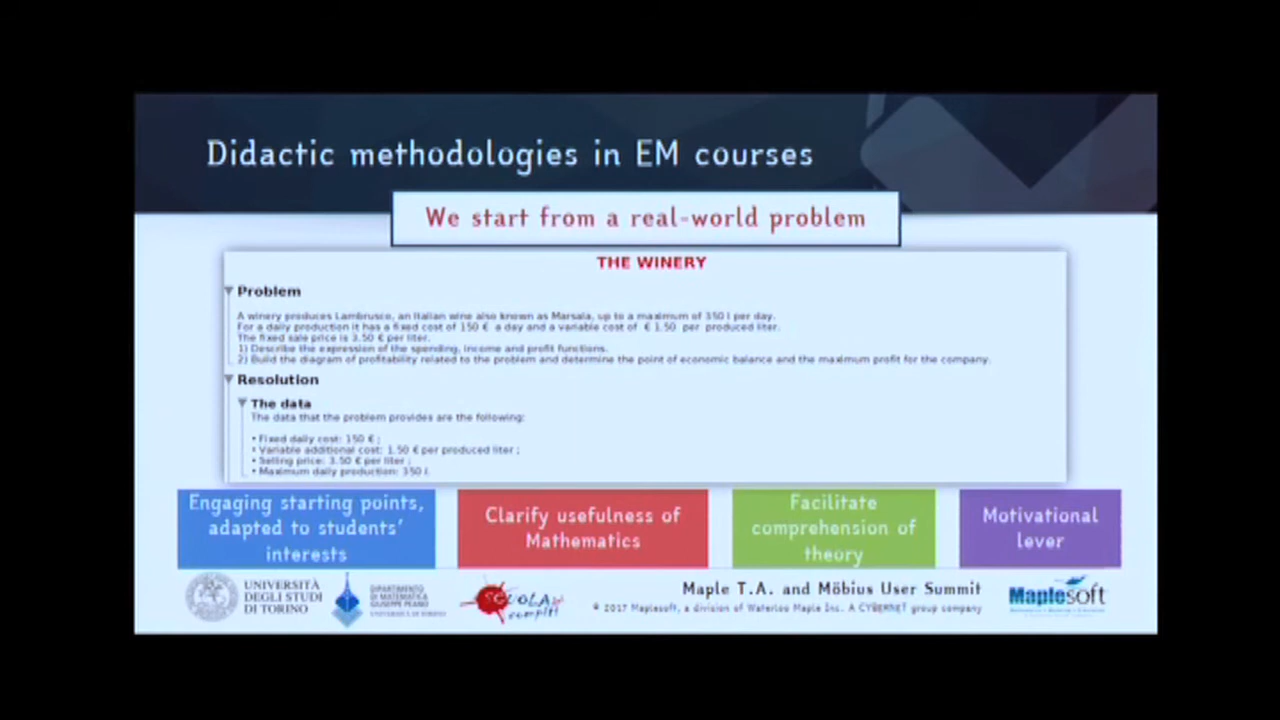 Didactic methodologies in EM courses
We start from a real-world problem
THE WINERY
Problem
A winery produces Lambrusco, an Italian wine also known as Marsala, up to a maximum of 350 l per day.
For a daily production it has a fixed cost of 150 € a day and a variable cost of € 1.50 per produced liter.
The fixed sale price is 3.50 € per liter.
1) Describe the expression of the spending, income and profit functions.
2) Build the diagram of profitability related to the problem and determine the point of economic balance and the maximum profit for the company.
Resolution
The data
The data that the problem provides are the following:
• Fixed daily cost: 150 € ;
• Variable additional cost: 1.50 € per produced liter ;
• Selling price: 3.50 € per liter ;
• Maximum daily production: 350 l.
Engaging starting points,
adapted to students'
interests
Clarify usefulness of
Mathematics
Facilitate
comprehension of
theory
Motivational
lever
UNIVERSITÀ
DEGLI STUDI
DI TORINO
DIPARTIMENTO
DI MATEMATICA
GIUSEPPE PEANO
UNIVERSITÀ DI TORINO
SCUOLA
compiti
Maple T.A. and Möbius User Summit
© 2017 Maplesoft, a division of Waterloo Maple Inc. A CYBERNET group company
Maplesoft